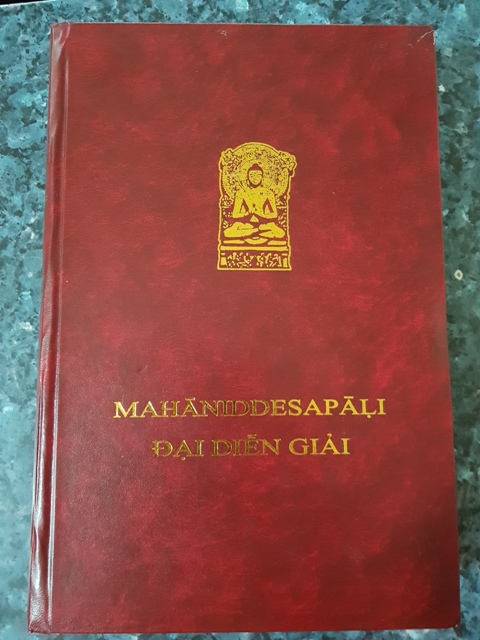 MAHĀNIDDESAPĀḶI
ĐẠI DIỄN GIẢI